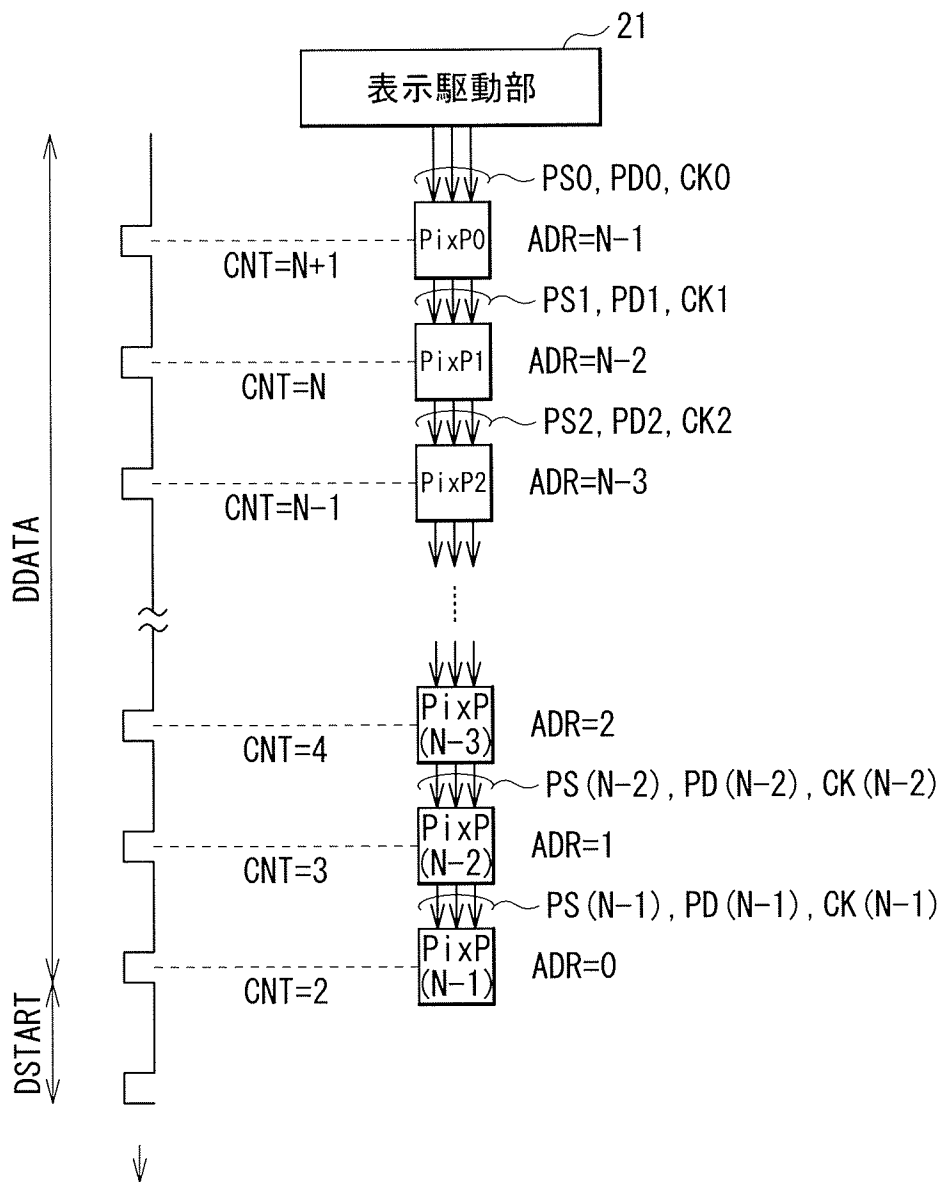 21
表示駆動部
PS0, PD0, CK0
PixP0
ADR=N-1
CNT=N+1
PS1, PD1, CK1
PixP1
ADR=N-2
CNT=N
PS2, PD2, CK2
PixP2
ADR=N-3
CNT=N-1
DDATA
PixP
(N-3)
ADR=2
CNT=4
PS(N-2), PD(N-2), CK(N-2)
PixP
(N-2)
ADR=1
CNT=3
PS(N-1), PD(N-1), CK(N-1)
PixP
(N-1)
ADR=0
CNT=2
DSTART